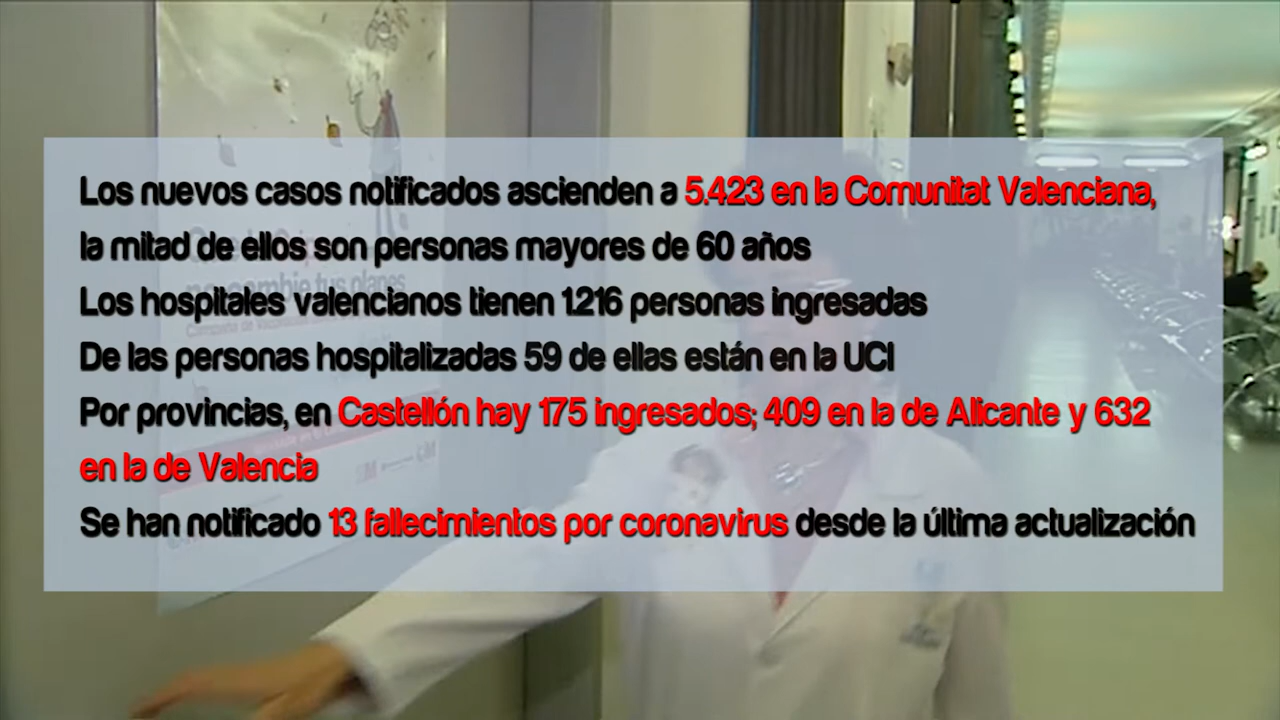 Los nuevos casos notificados ascienden a 5.423 en la Comunitat Valenciana,
la mitad de ellos son personas mayores de 60 años
Los hospitales valencianos tienen 1.216 personas ingresadas
De las personas hospitalizadas 59 de ellas están en la UCI
Por provincias, en Castellón hay 175 ingresados; 409 en la de Alicante y 632
en la de Valencia
Se han notificado 13 fallecimientos por coronavirus desde la última actualización